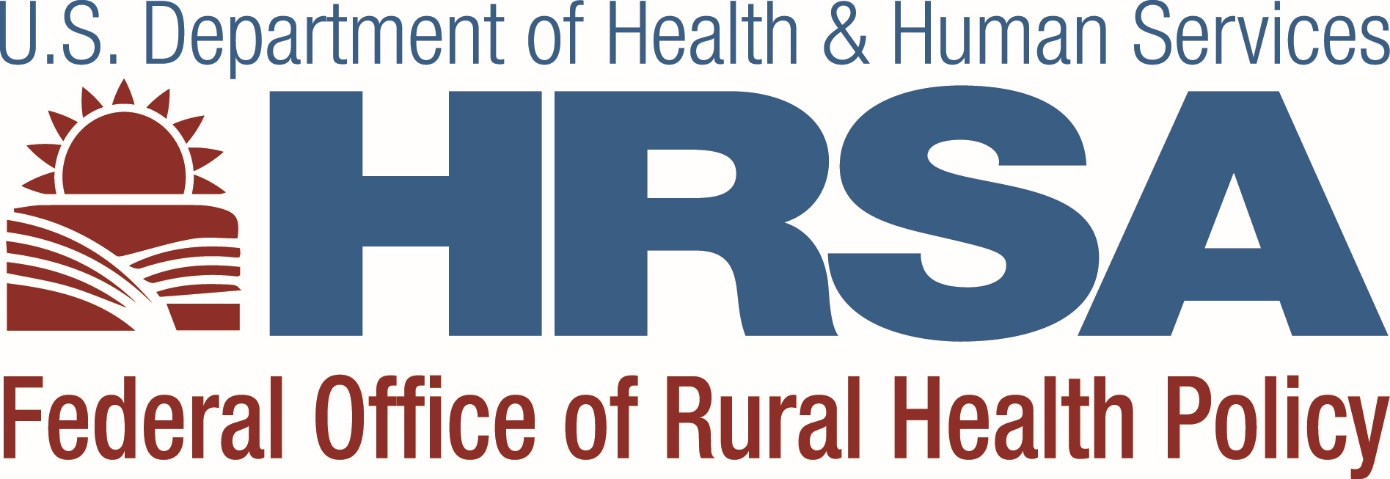 U.S. Department of Health & Human Services
HRSA
Federal Office of Rural Health Policy